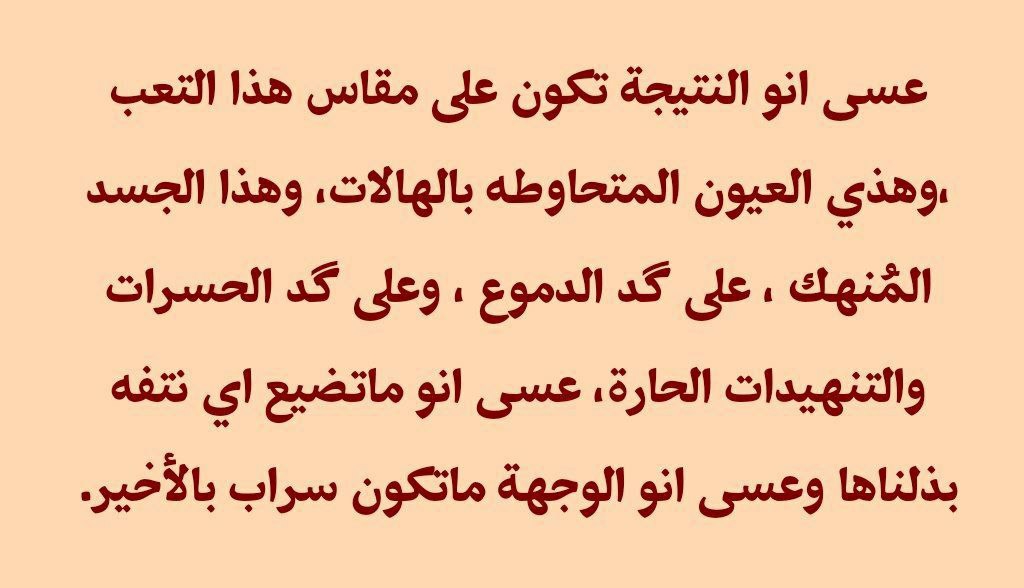 عسى انو النتيجة تكون على مقاس هذا التعب
،وهذي العيون المتحاوطه بالهالات، وهذا الجسد
المُنهك ، على گد الدموع ، وعلى گد الحسرات
والتنهيدات الحارة، عسى انو ماتضيع اي نتفه
بذلناها وعسى انو الوجهة ماتكون سراب بالأخير.